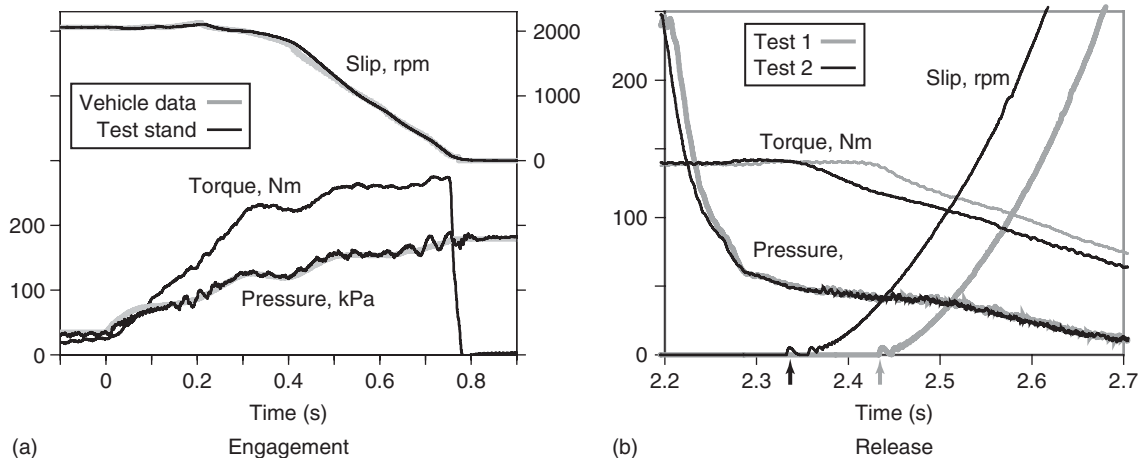 2000
Slip, rpm
1000
Vehicle data
Test stand
0
Torque, Nm
200
100
Pressure, kPa
0
0 0.2 0.4 0.6 0.8
Time (s)
(a) Engagement
Test 1
Test 2
200
Slip, rpm
Torque, Nm
100
Pressure,
0
2.2 2.3 2.4 2.5 2.6 2.7
Time (s)
(b) Release